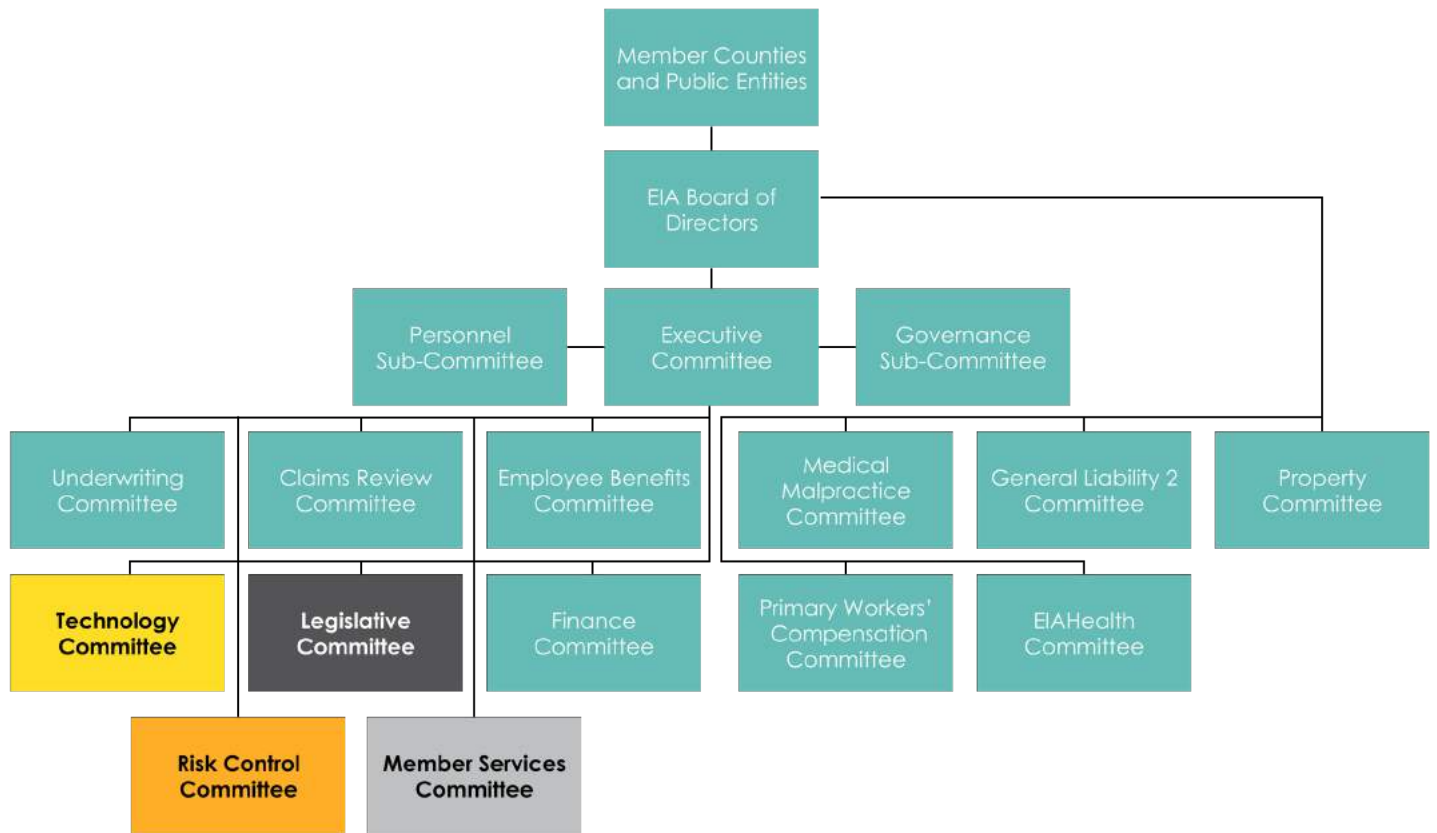 Member Counties
and Public Entities
EIA Board of
Directors
Personnel
Sub-Committee
Executive
Committee
Governance
Sub-Committee
Underwriting
Committee
Claims Review
Committee
Employee Benefits
Committee
Medical
Malpractice
Committee
General Liability 2
Committee
Property
Committee
Technology
Committee
Legislative
Committee
Finance
Committee
Primary Workers'
Compensation
Committee
EIAHealth
Committee
Risk Control
Committee
Member Services
Committee